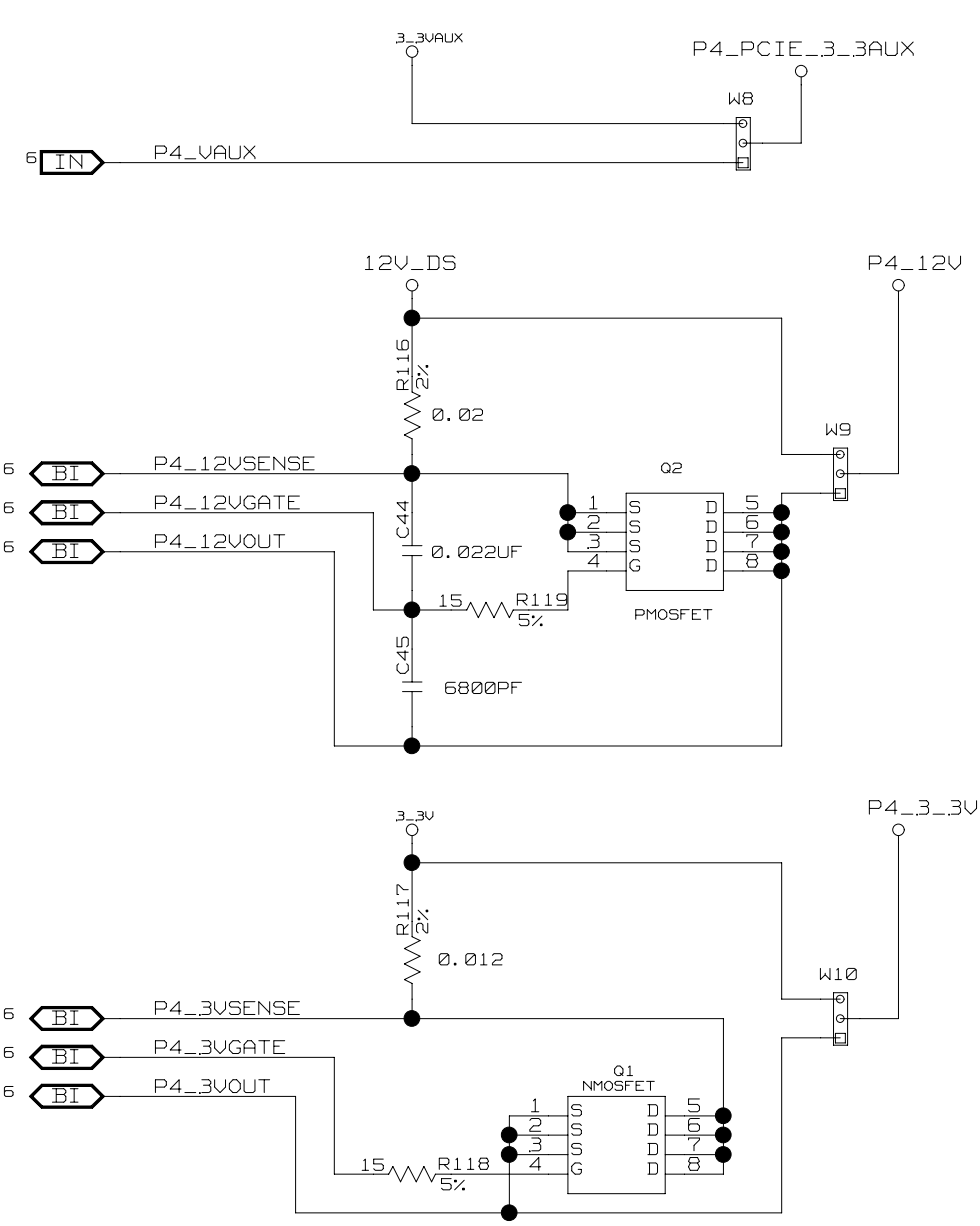 3_3VAUX
P4_PCIE_3_3AUX
W8
6 IN P4_VAUX
12V_DS
P4_12V
R116
2%
0.02
W9
6 BI P4_12VSENSE
Q2
6 BI P4_12VGATE
1 S D 5
2 S D 6
C44
6 BI P4_12VOUT
0.022UF
3 S D 7
4 G D 8
15 R119
5%
PMOSFET
C45
6800PF
3_3V
P4_3_3V
R117
2%
0.012
W10
6 BI P4_3VSENSE
6 BI P4_3VGATE
Q1
NMOSFET
6 BI P4_3VOUT
1 S D 5
2 S D 6
3 S D 7
15 R118 4 G D 8
5%